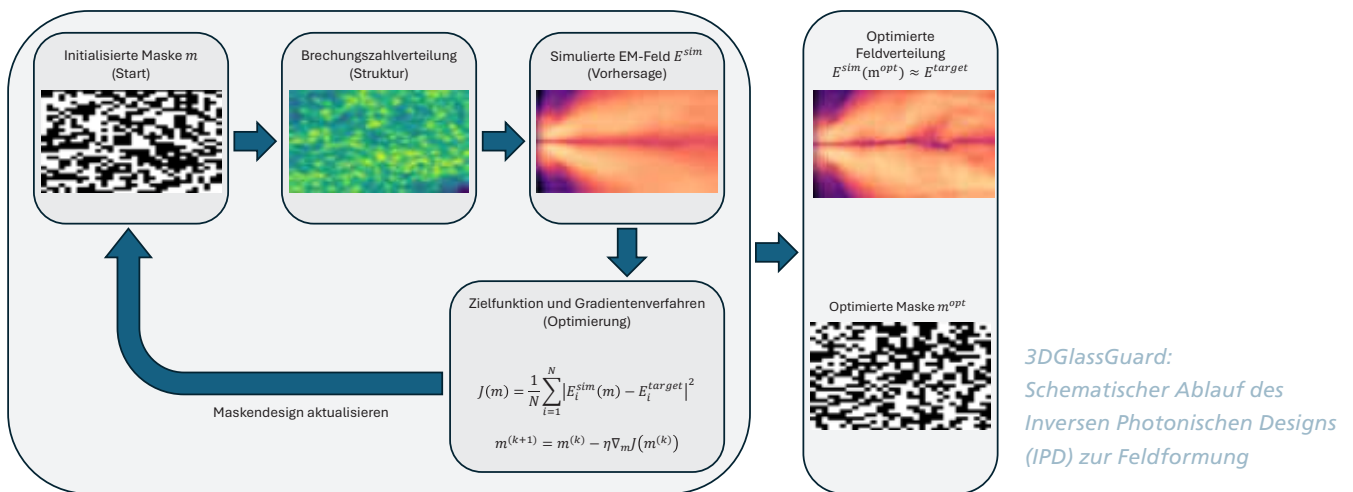 Initialisierte Maske m
(Start)
Brechungszahlverteilung
(Struktur)
Simulierte EM-Feld E^{sim}
(Vorhersage)
Zielfunktion und Gradientenverfahren
(Optimierung)
J(m) = \frac{1}{N} \sum_{i=1}^{N} |E_i^{sim}(m) − E_i^{target}|^2
m^{(k+1)} = m^{(k)} − η∇_m J(m^{(k)})
Maskendesign aktualisieren
Optimierte
Feldverteilung
E^{sim}(m^{opt}) ≈ E^{target}
Optimierte Maske m^{opt}
3DGlassGuard:
Schematischer Ablauf des
Inversen Photonischen Designs
(IPD) zur Feldformung